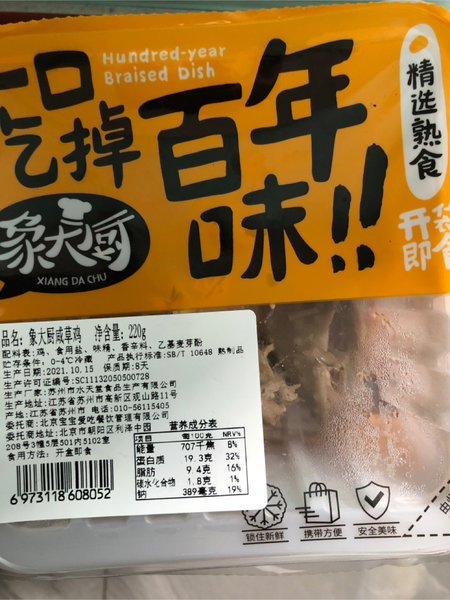 一口
吃掉
Hundred-year
Braised Dish
百年
味!!
精选熟食
开袋
即食
象大厨
XIANG DA CHU
品名：象大厨咸草鸡 净含量:220g
配料表:鸡、食用盐、味精、香辛料、乙基麦芽酚
贮存条件: 0-4℃冷藏 产品执行标准:SB/T 10648 熟制品
生产日期:2021.10.15 保质期:8天
生产许可证编号:SC11132050500728
生产厂家: 苏州市水天堂食品生产有限公司
生产地址:江苏省苏州市高新区观山路11号
产地:江苏省苏州市 电话: 010-56115405
委托商:北京宝宝爱吃餐饮管理有限公司
委托商地址:北京市朝阳区利泽中园
208号3幢5层501内5102室
食用方法: 开盒即食
营养成分表
项目 每100克 NRV%
能量 707千焦 8%
蛋白质 19.3克 32%
脂肪 9.4克 16%
碳水化合物 1.8克 1%
钠 389毫克 19%
6973118608052
锁住新鲜
携带方便
安全美味